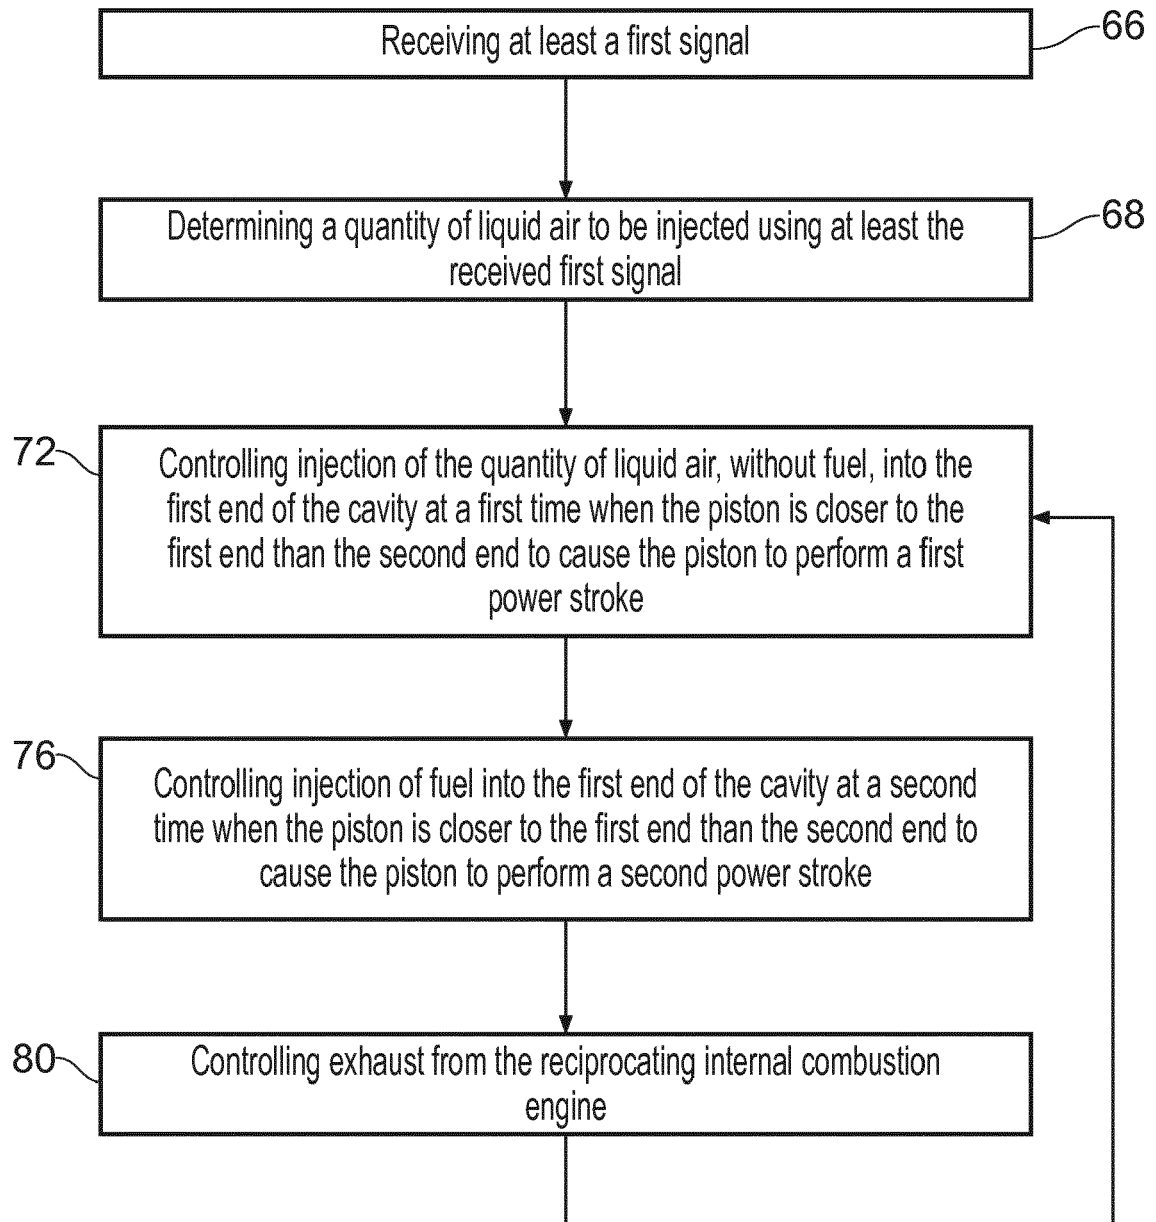 Receiving at least a first signal
66
Determining a quantity of liquid air to be injected using at least the
received first signal
68
72
Controlling injection of the quantity of liquid air, without fuel, into the
first end of the cavity at a first time when the piston is closer to the
first end than the second end to cause the piston to perform a first
power stroke
76
Controlling injection of fuel into the first end of the cavity at a second
time when the piston is closer to the first end than the second end to
cause the piston to perform a second power stroke
80
Controlling exhaust from the reciprocating internal combustion
engine